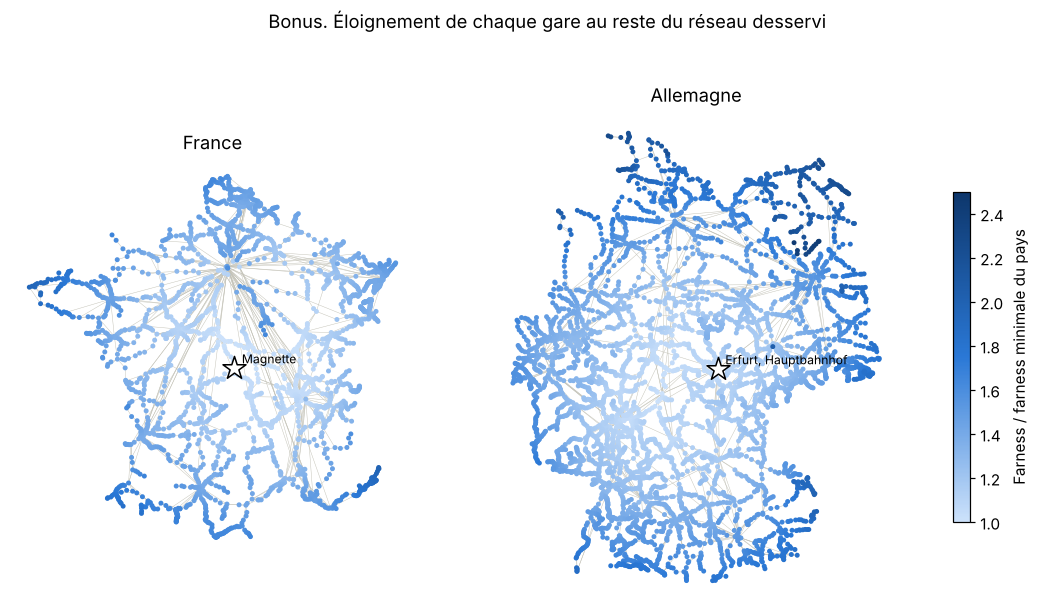 Bonus. Éloignement de chaque gare au reste du réseau desservi
Allemagne
France
Magnette
Erfurt, Hauptbahnhof
2.4
2.2
2.0
1.8
1.6
1.4
1.2
1.0
Farness / farness minimale du pays